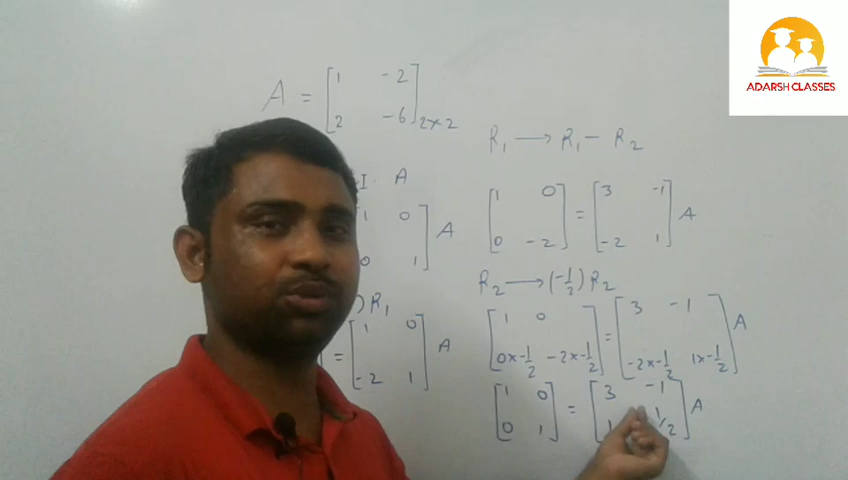 ADARSH CLASSES
A = [1 -2
2 -6]2×2
I A
1 0
0 1] A
) R1
= [1 0
-2 1] A
R1 → R1 - R2
[1 0
0 -2] = [3 -1
-2 1] A
R2 → (-1/2) R2
[1 0
0×-1/2 -2×-1/2] = [3 -1
-2×-1/2 1×-1/2] A
[1 0
0 1] = [3 -1
1 1/2] A